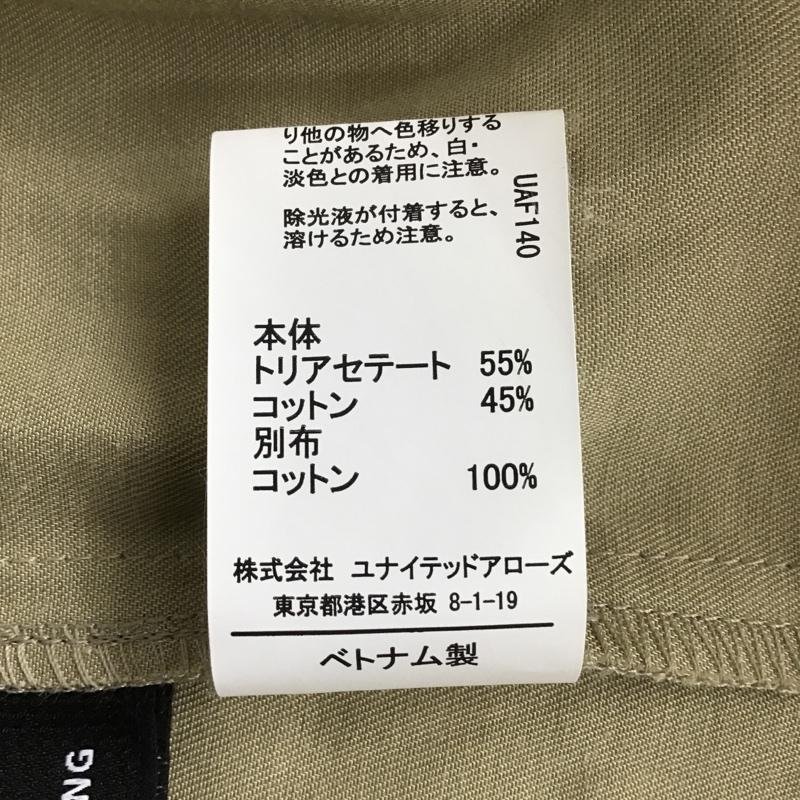 り他の物へ色移りする
ことがあるため、白・
淡色との着用に注意。
除光液が付着すると、
溶けるため注意。
UAF140
本体
トリアセテート 55%
コットン 45%
別布
コットン 100%
株式会社 ユナイテッドアローズ
東京都港区赤坂 8-1-19
ベトナム製
NG